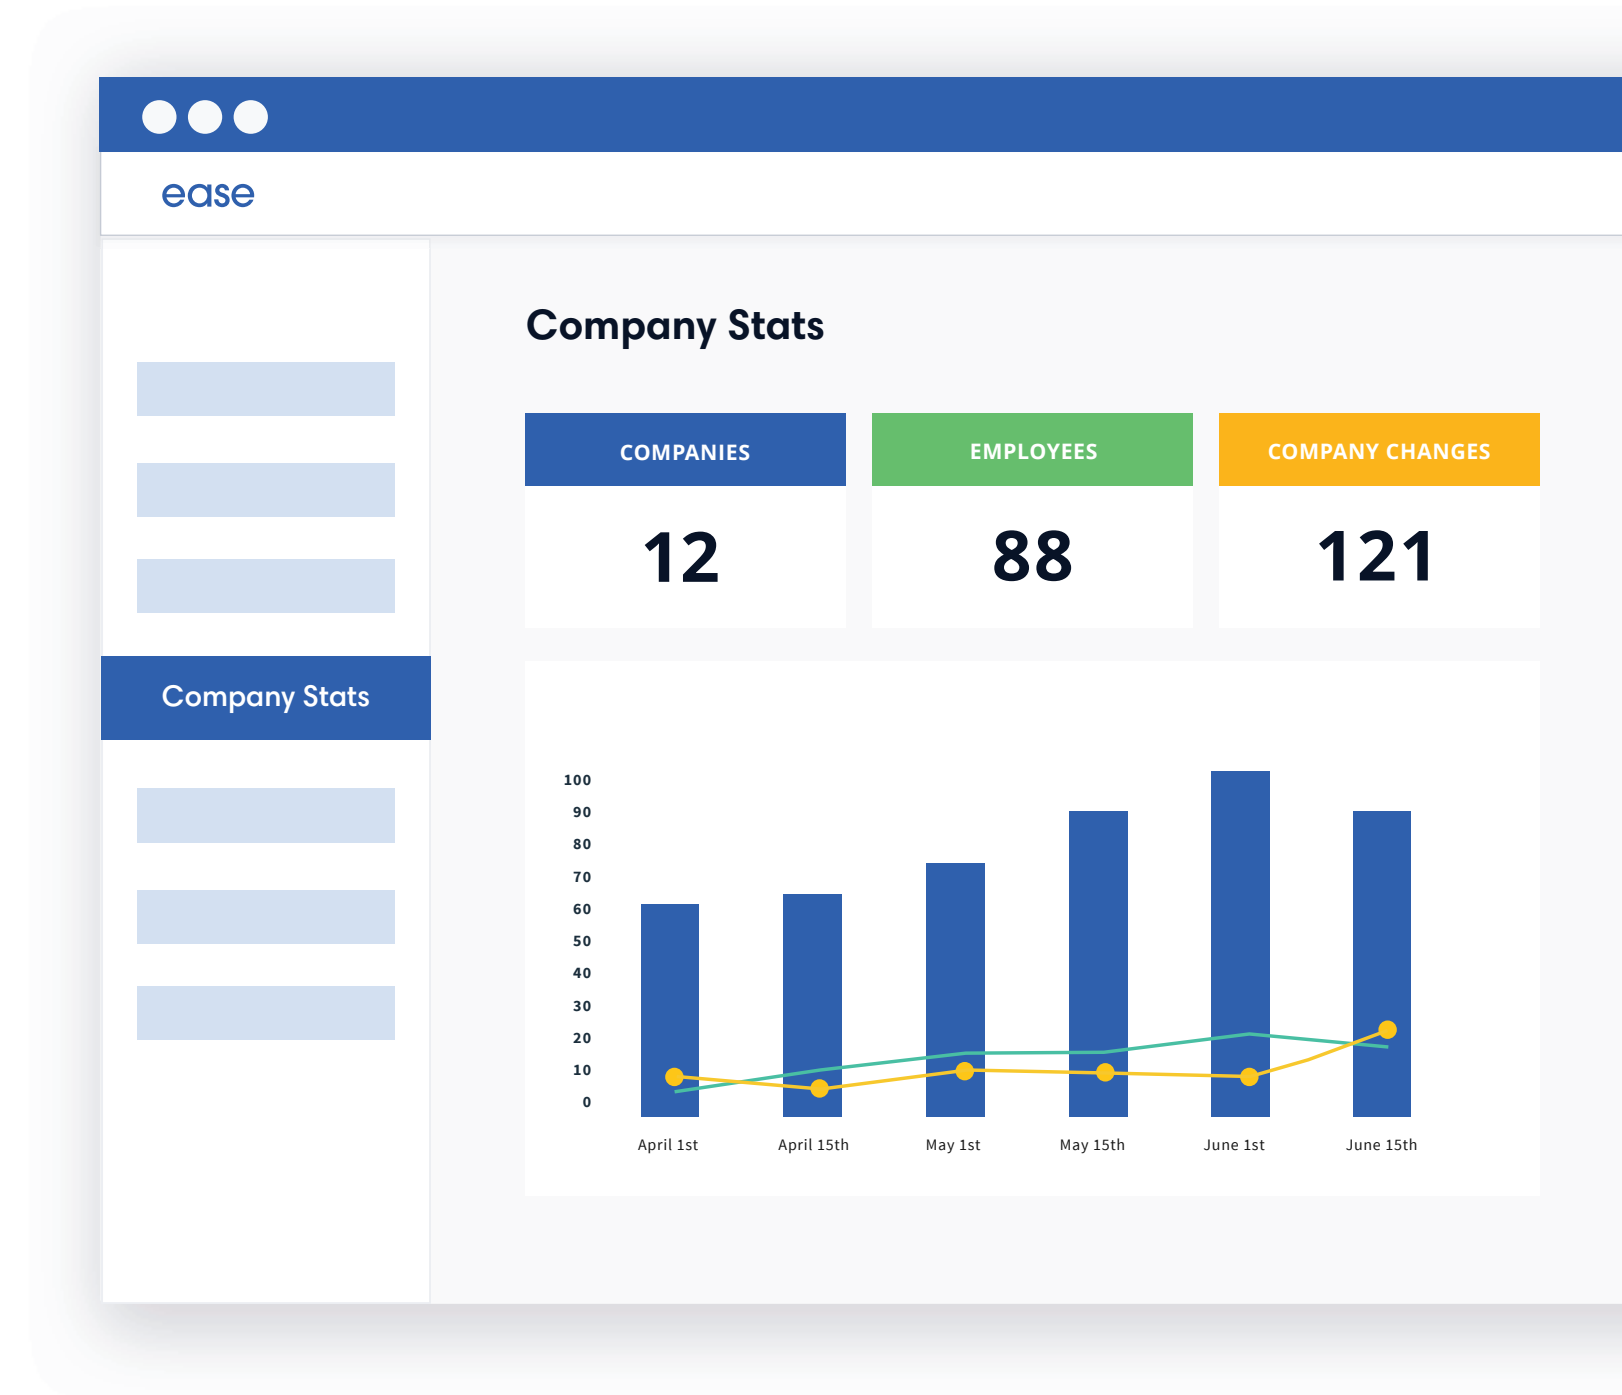 ease
Company Stats
COMPANIES
EMPLOYEES
COMPANY CHANGES
12
88
121
Company Stats
100
90
80
70
60
50
40
30
20
10
0
April 1st
April 15th
May 1st
May 15th
June 1st
June 15th